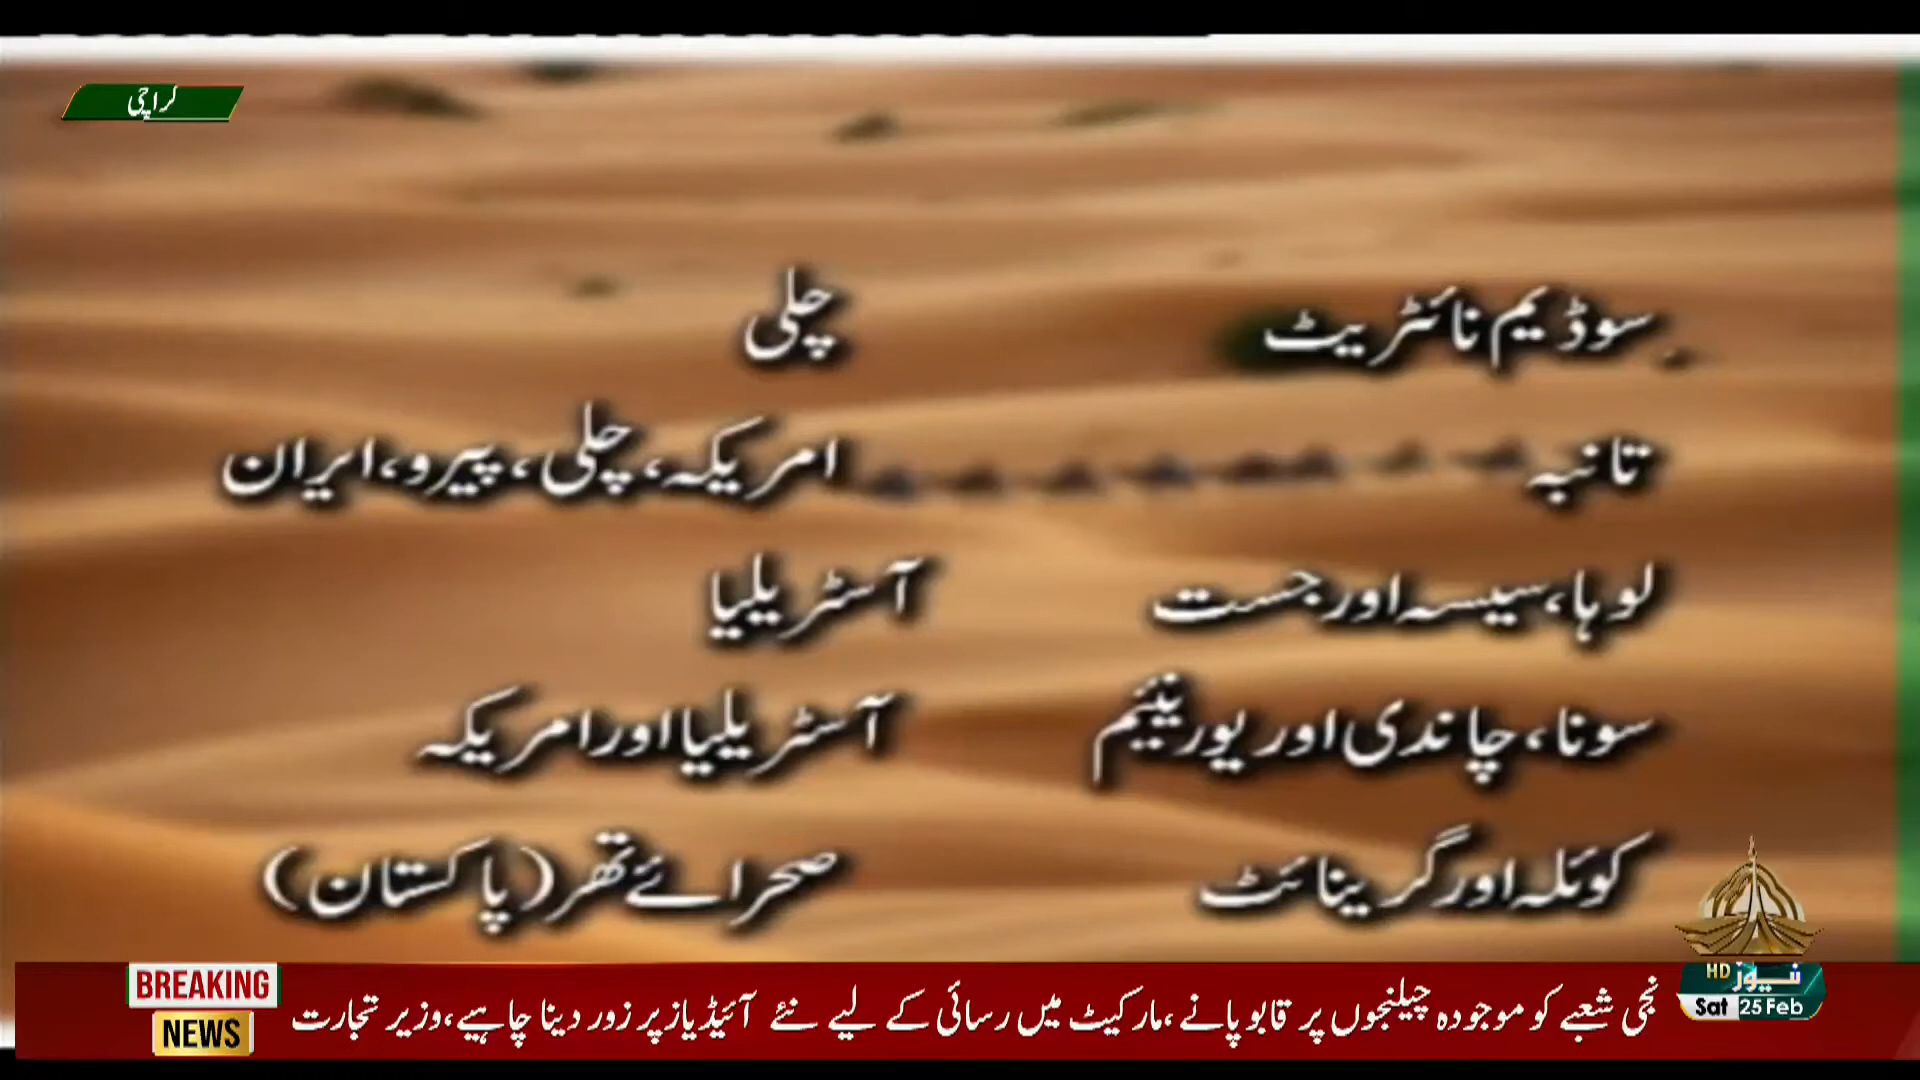 کراچی
سوڈیم نائٹریٹ چلی
تانبہ امریکہ، چلی، پیرو، ایران
لوہا، سیسہ اور جست آسٹریلیا
سونا، چاندی اور یورینیم آسٹریلیا اور امریکہ
کوئلہ اور گرینائٹ صحرائے تھر (پاکستان)
HD نیوز
Sat 25 Feb
BREAKING
NEWS
نجی شعبے کو موجودہ چیلنجوں پر قابو پانے، مارکیٹ میں رسائی کے لیے نئے آئیڈیاز پر زور دینا چاہیے، وزیر تجارت